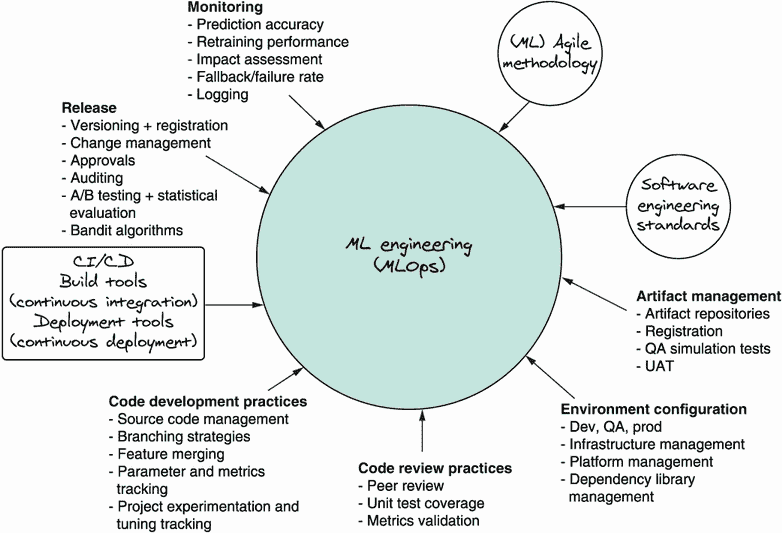 Monitoring
- Prediction accuracy
- Retraining performance
- Impact assessment
- Fallback/failure rate
- Logging
(ML) Agile
methodology
Release
- Versioning + registration
- Change management
- Approvals
- Auditing
- A/B testing + statistical
evaluation
- Bandit algorithms
Software
engineering
standards
ML engineering
(MLOps)
CI/CD
Build tools
(continuous integration)
Deployment tools
(continuous deployment)
Artifact management
- Artifact repositories
- Registration
- QA simulation tests
- UAT
Code development practices
- Source code management
- Branching strategies
- Feature merging
- Parameter and metrics
tracking
- Project experimentation and
tuning tracking
Code review practices
- Peer review
- Unit test coverage
- Metrics validation
Environment configuration
- Dev, QA, prod
- Infrastructure management
- Platform management
- Dependency library
management